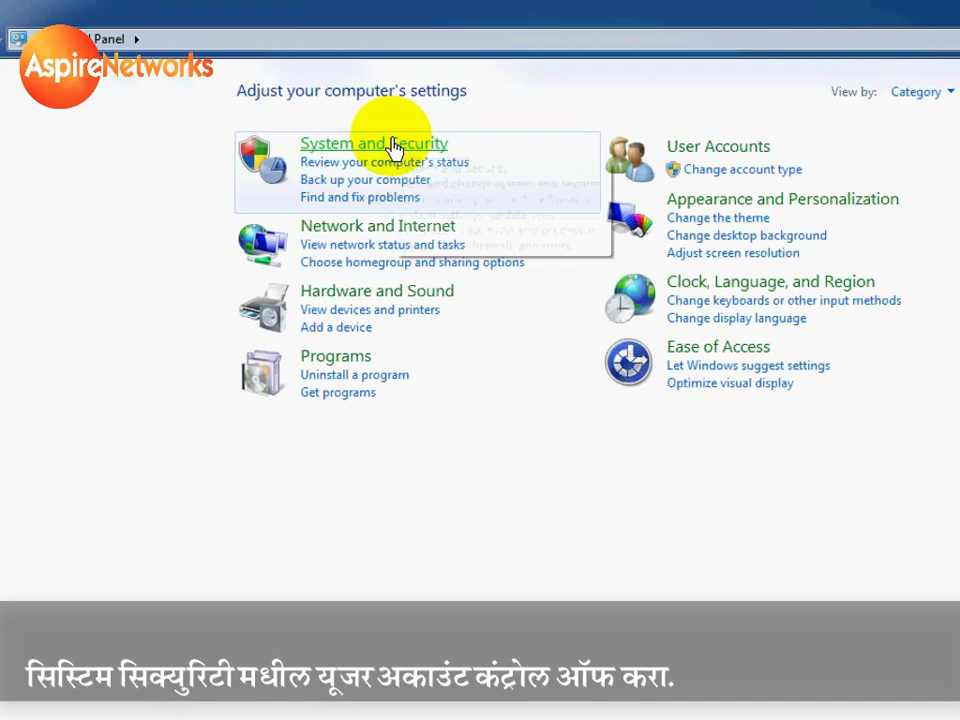 l Panel
AspireNetworks
Adjust your computer's settings
View by: Category
System and Security
Review your computer's status
Back up your computer
Find and fix problems
Network and Internet
View network status and tasks
Choose homegroup and sharing options
Hardware and Sound
View devices and printers
Add a device
Programs
Uninstall a program
Get programs
User Accounts
Change account type
Appearance and Personalization
Change the theme
Change desktop background
Adjust screen resolution
Clock, Language, and Region
Change keyboards or other input methods
Change display language
Ease of Access
Let Windows suggest settings
Optimize visual display
सिस्टिम सिक्युरिटी मधील यूजर अकाउंट कंट्रोल ऑफ करा.